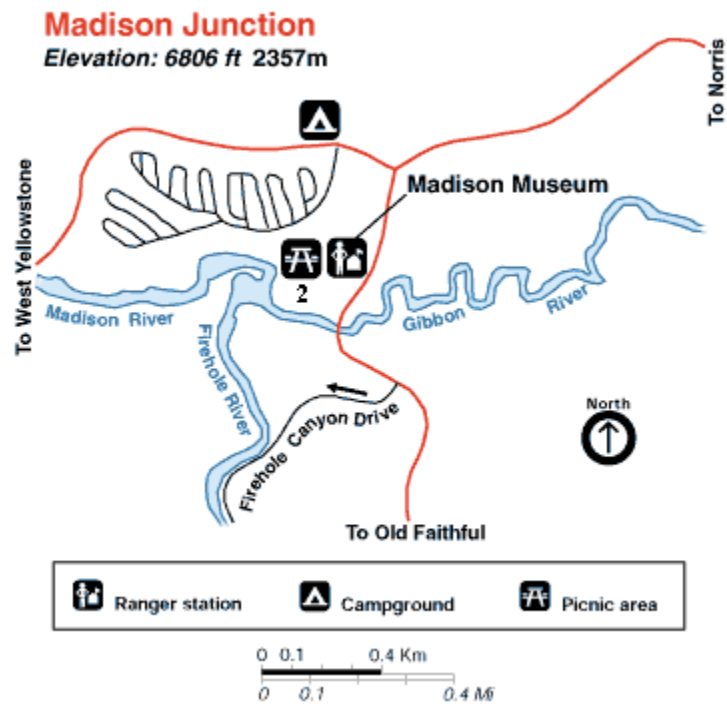 Madison Junction
Elevation: 6806 ft 2357m
To Norris
Madison Museum
To West Yellowstone
2
Madison River
Gibbon River
Firehole River
Firehole Canyon Drive
North
To Old Faithful
Ranger station
Campground
Picnic area
0 0.1 0.4 Km
0 0.1 0.4 Mi